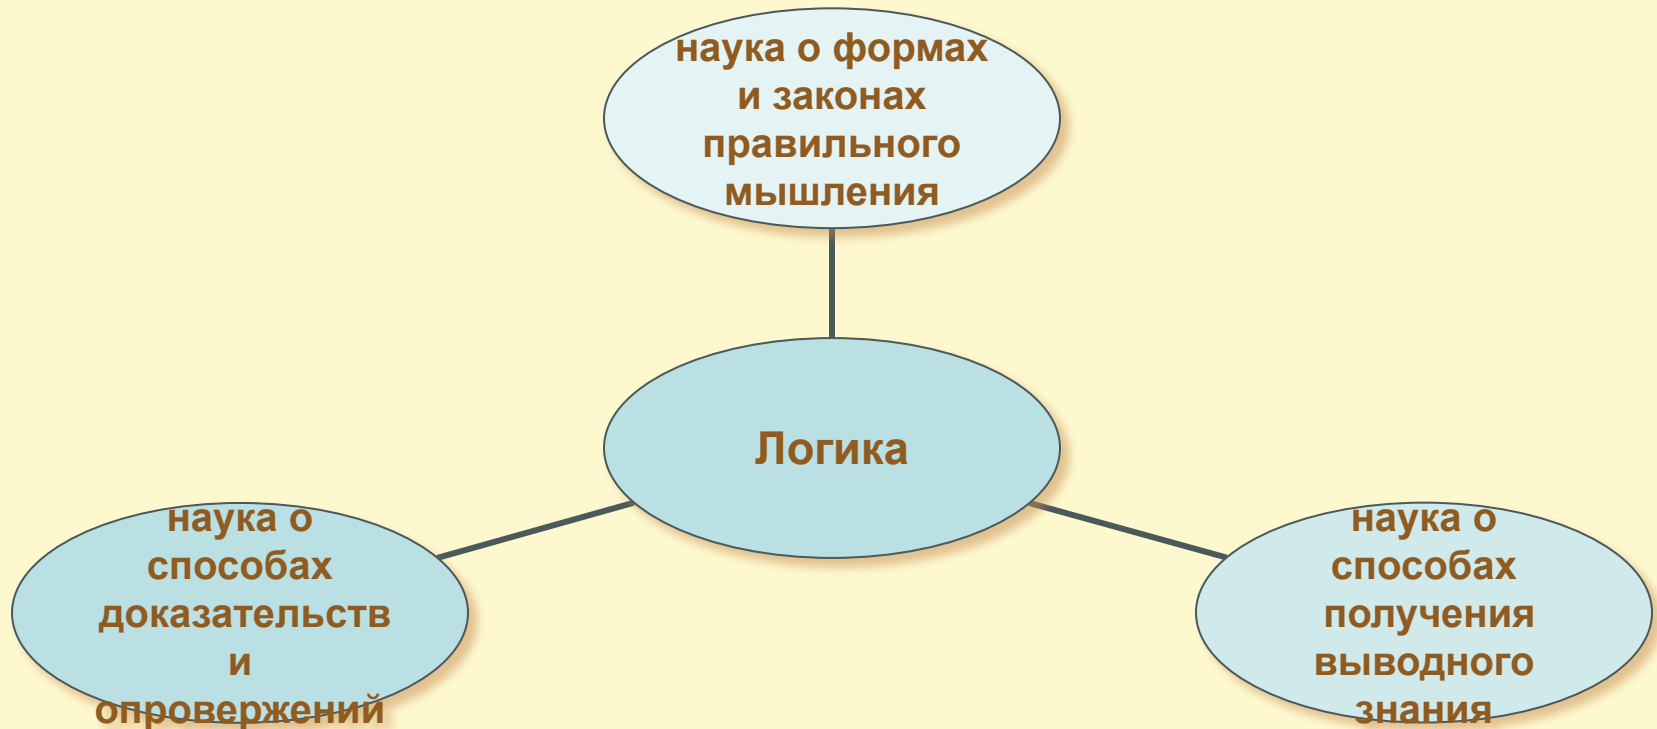 наука о формах
и законах
правильного
мышления
Логика
наука о
способах
доказательств
и
опровержений
наука о
способах
получения
выводного
знания